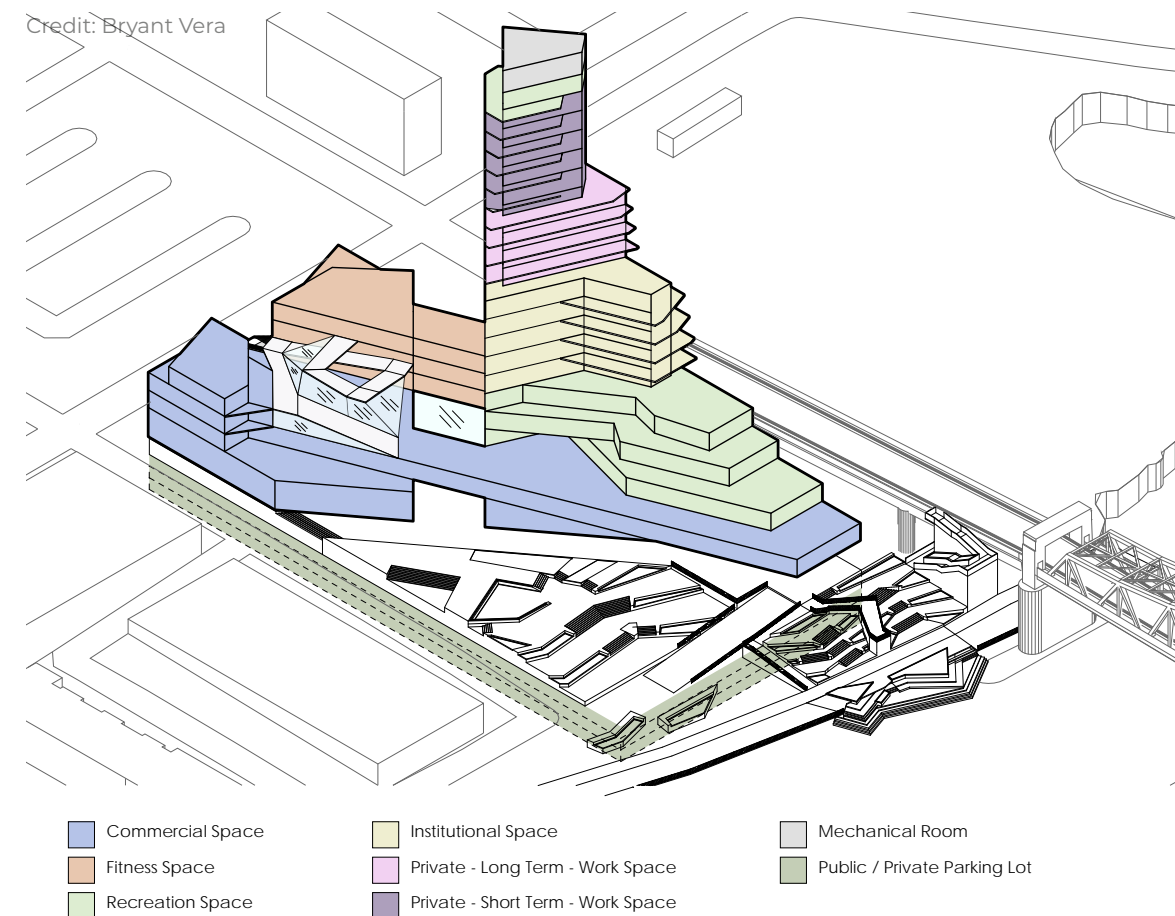 Credit: Bryant Vera
Commercial Space
Fitness Space
Recreation Space
Institutional Space
Private - Long Term - Work Space
Private - Short Term - Work Space
Mechanical Room
Public / Private Parking Lot